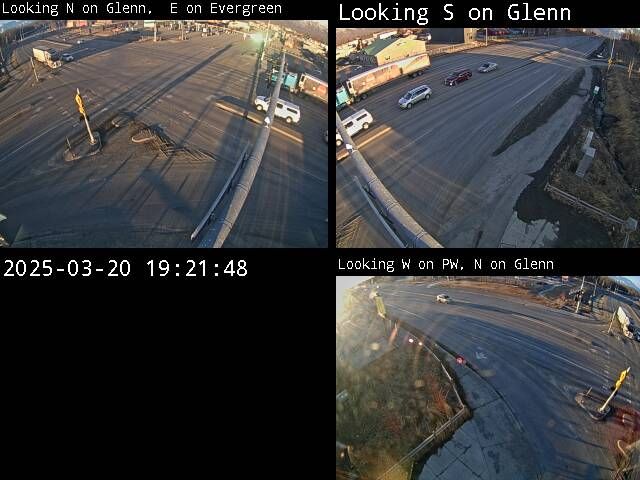 Looking N on Glenn,  E on Evergreen
Looking S on Glenn
2025-03-20 19:21:48
Looking W on PW, N on Glenn